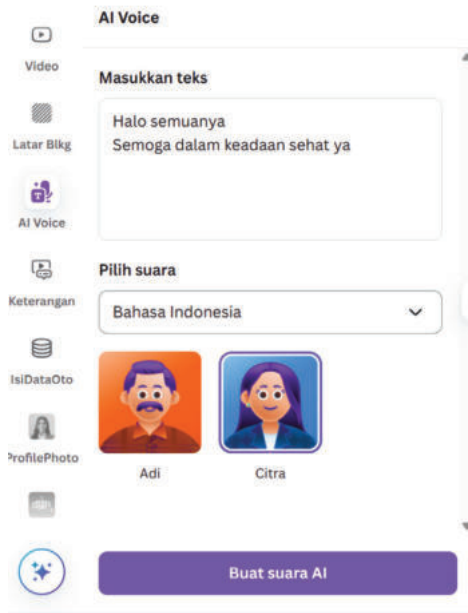 AI Voice
Video
Latar Blkg
AI Voice
Keterangan
IsiDataOto
ProfilePhoto
Masukkan teks
Halo semuanya
Semoga dalam keadaan sehat ya
Pilih suara
Bahasa Indonesia
Adi
Citra
Buat suara AI